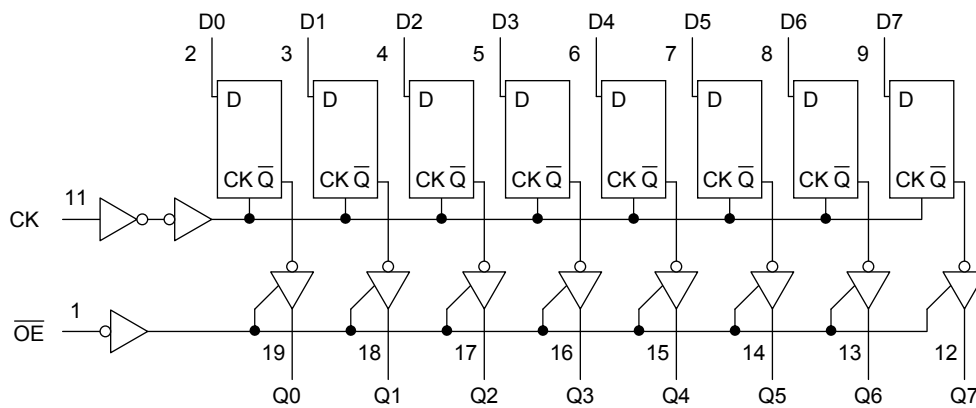 D0 D1 D2 D3 D4 D5 D6 D7
2 3 4 5 6 7 8 9
D D D D D D D D
CK Q̅ CK Q̅ CK Q̅ CK Q̅ CK Q̅ CK Q̅ CK Q̅ CK Q̅
11
CK
1
O̅E̅
19 18 17 16 15 14 13 12
Q0 Q1 Q2 Q3 Q4 Q5 Q6 Q7